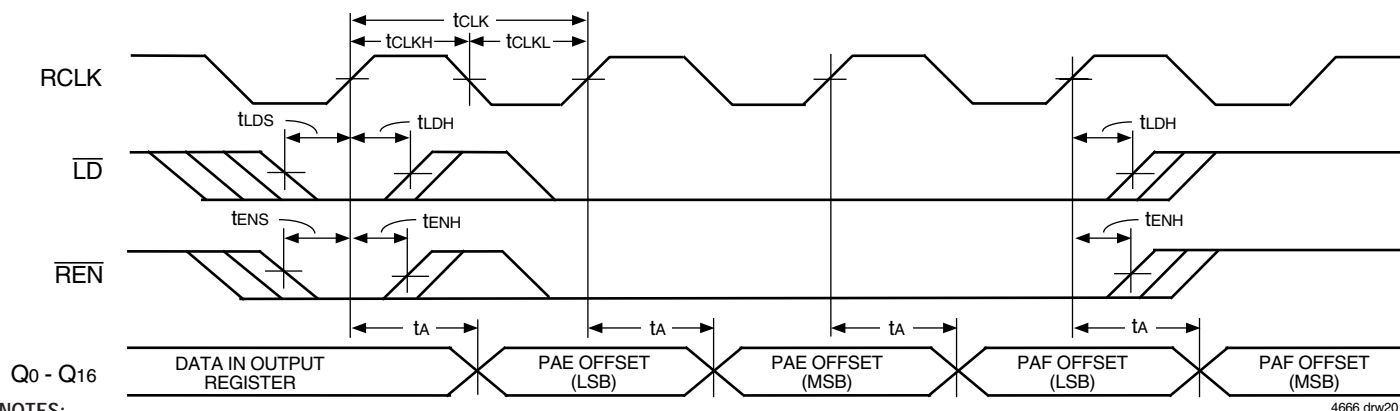 tCLK
tCLKH
tCLKL
RCLK
tLDS
tLDH
tLDH
LD
tENS
tENH
tENH
REN
tA
tA
tA
tA
Q0 - Q16
DATA IN OUTPUT
REGISTER
PAE OFFSET
(LSB)
PAE OFFSET
(MSB)
PAF OFFSET
(LSB)
PAF OFFSET
(MSB)
NOTES:
4666 drw20